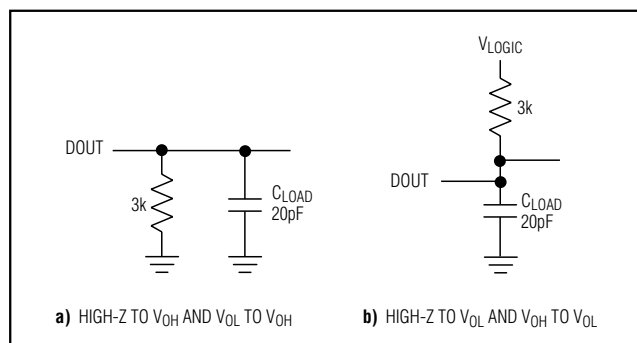 DOUT
3k
CLOAD
20pF
a) HIGH-Z TO VOH AND VOL TO VOH
VLOGIC
3k
DOUT
CLOAD
20pF
b) HIGH-Z TO VOL AND VOH TO VOL